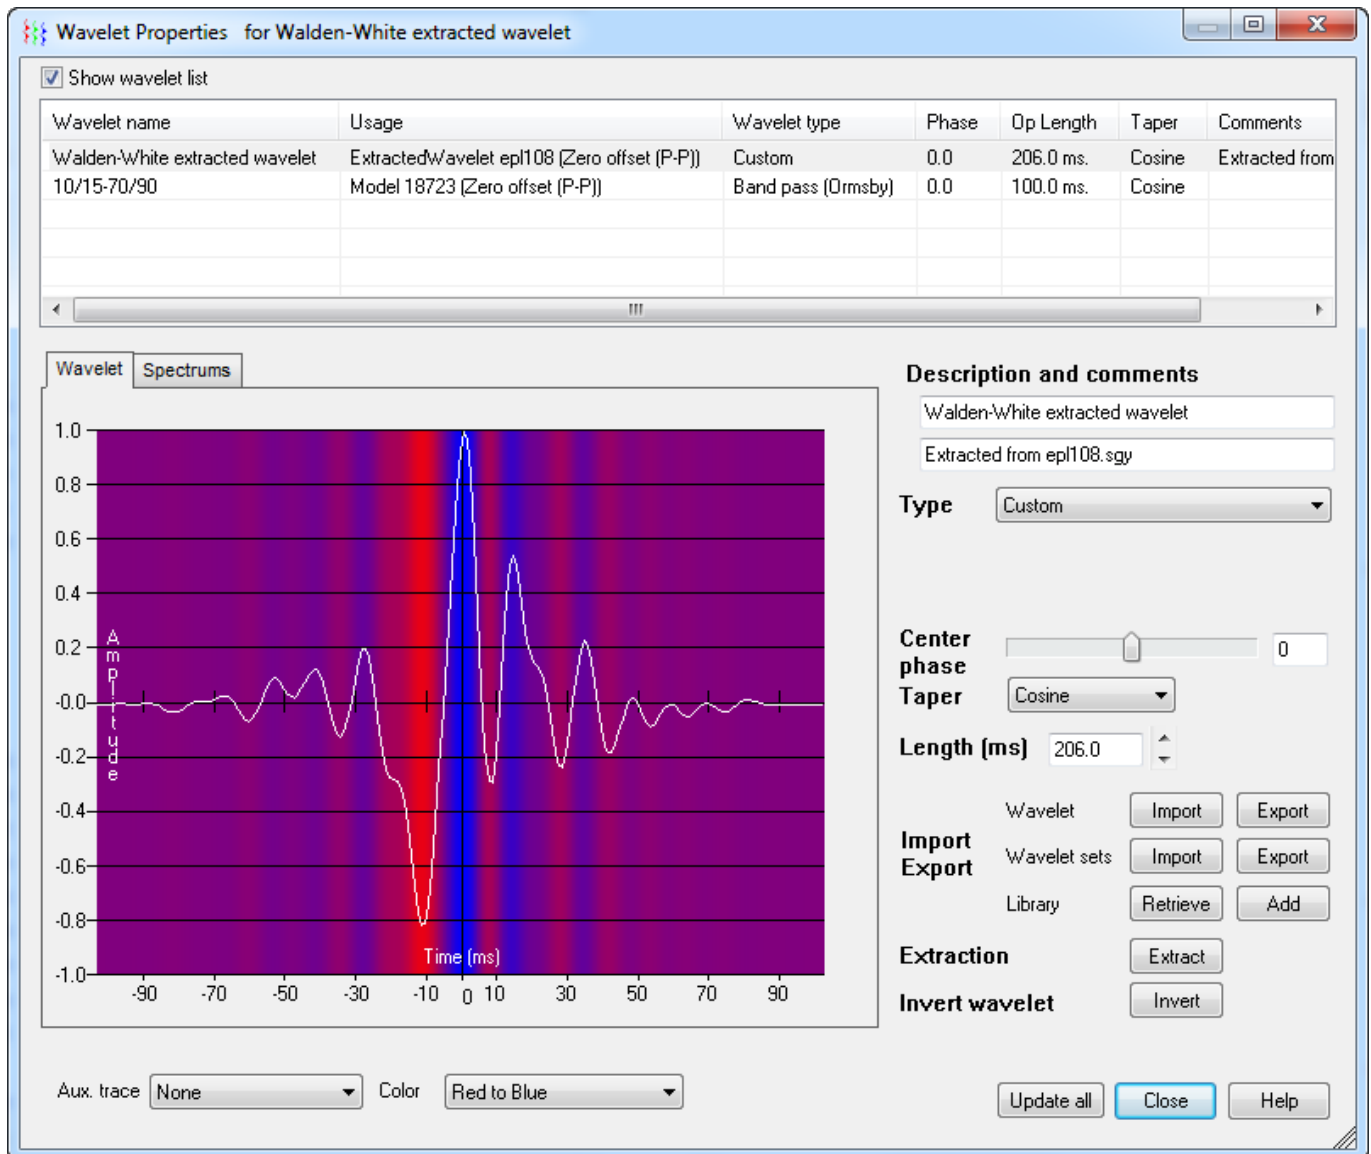 Wavelet Properties   for Walden-White extracted wavelet
Show wavelet list
Wavelet name Usage Wavelet type Phase Op Length Taper Comments
Walden-White extracted wavelet ExtractedWavelet epl108 (Zero offset (P-P)) Custom 0.0 206.0 ms. Cosine Extracted from
10/15-70/90 Model 18723 (Zero offset (P-P)) Band pass (Ormsby) 0.0 100.0 ms. Cosine
Wavelet Spectrums
1.0
0.8
0.6
0.4
0.2
-0.0
-0.2
-0.4
-0.6
-0.8
-1.0
Amplitude
Time (ms)
-90 -70 -50 -30 -10 0 10 30 50 70 90
Description and comments
Walden-White extracted wavelet
Extracted from epl108.sgy
Type Custom
Center
phase
0
Taper Cosine
Length (ms) 206.0
Import
Export
Wavelet Import Export
Wavelet sets Import Export
Library Retrieve Add
Extraction Extract
Invert wavelet Invert
Aux. trace None Color Red to Blue
Update all Close Help